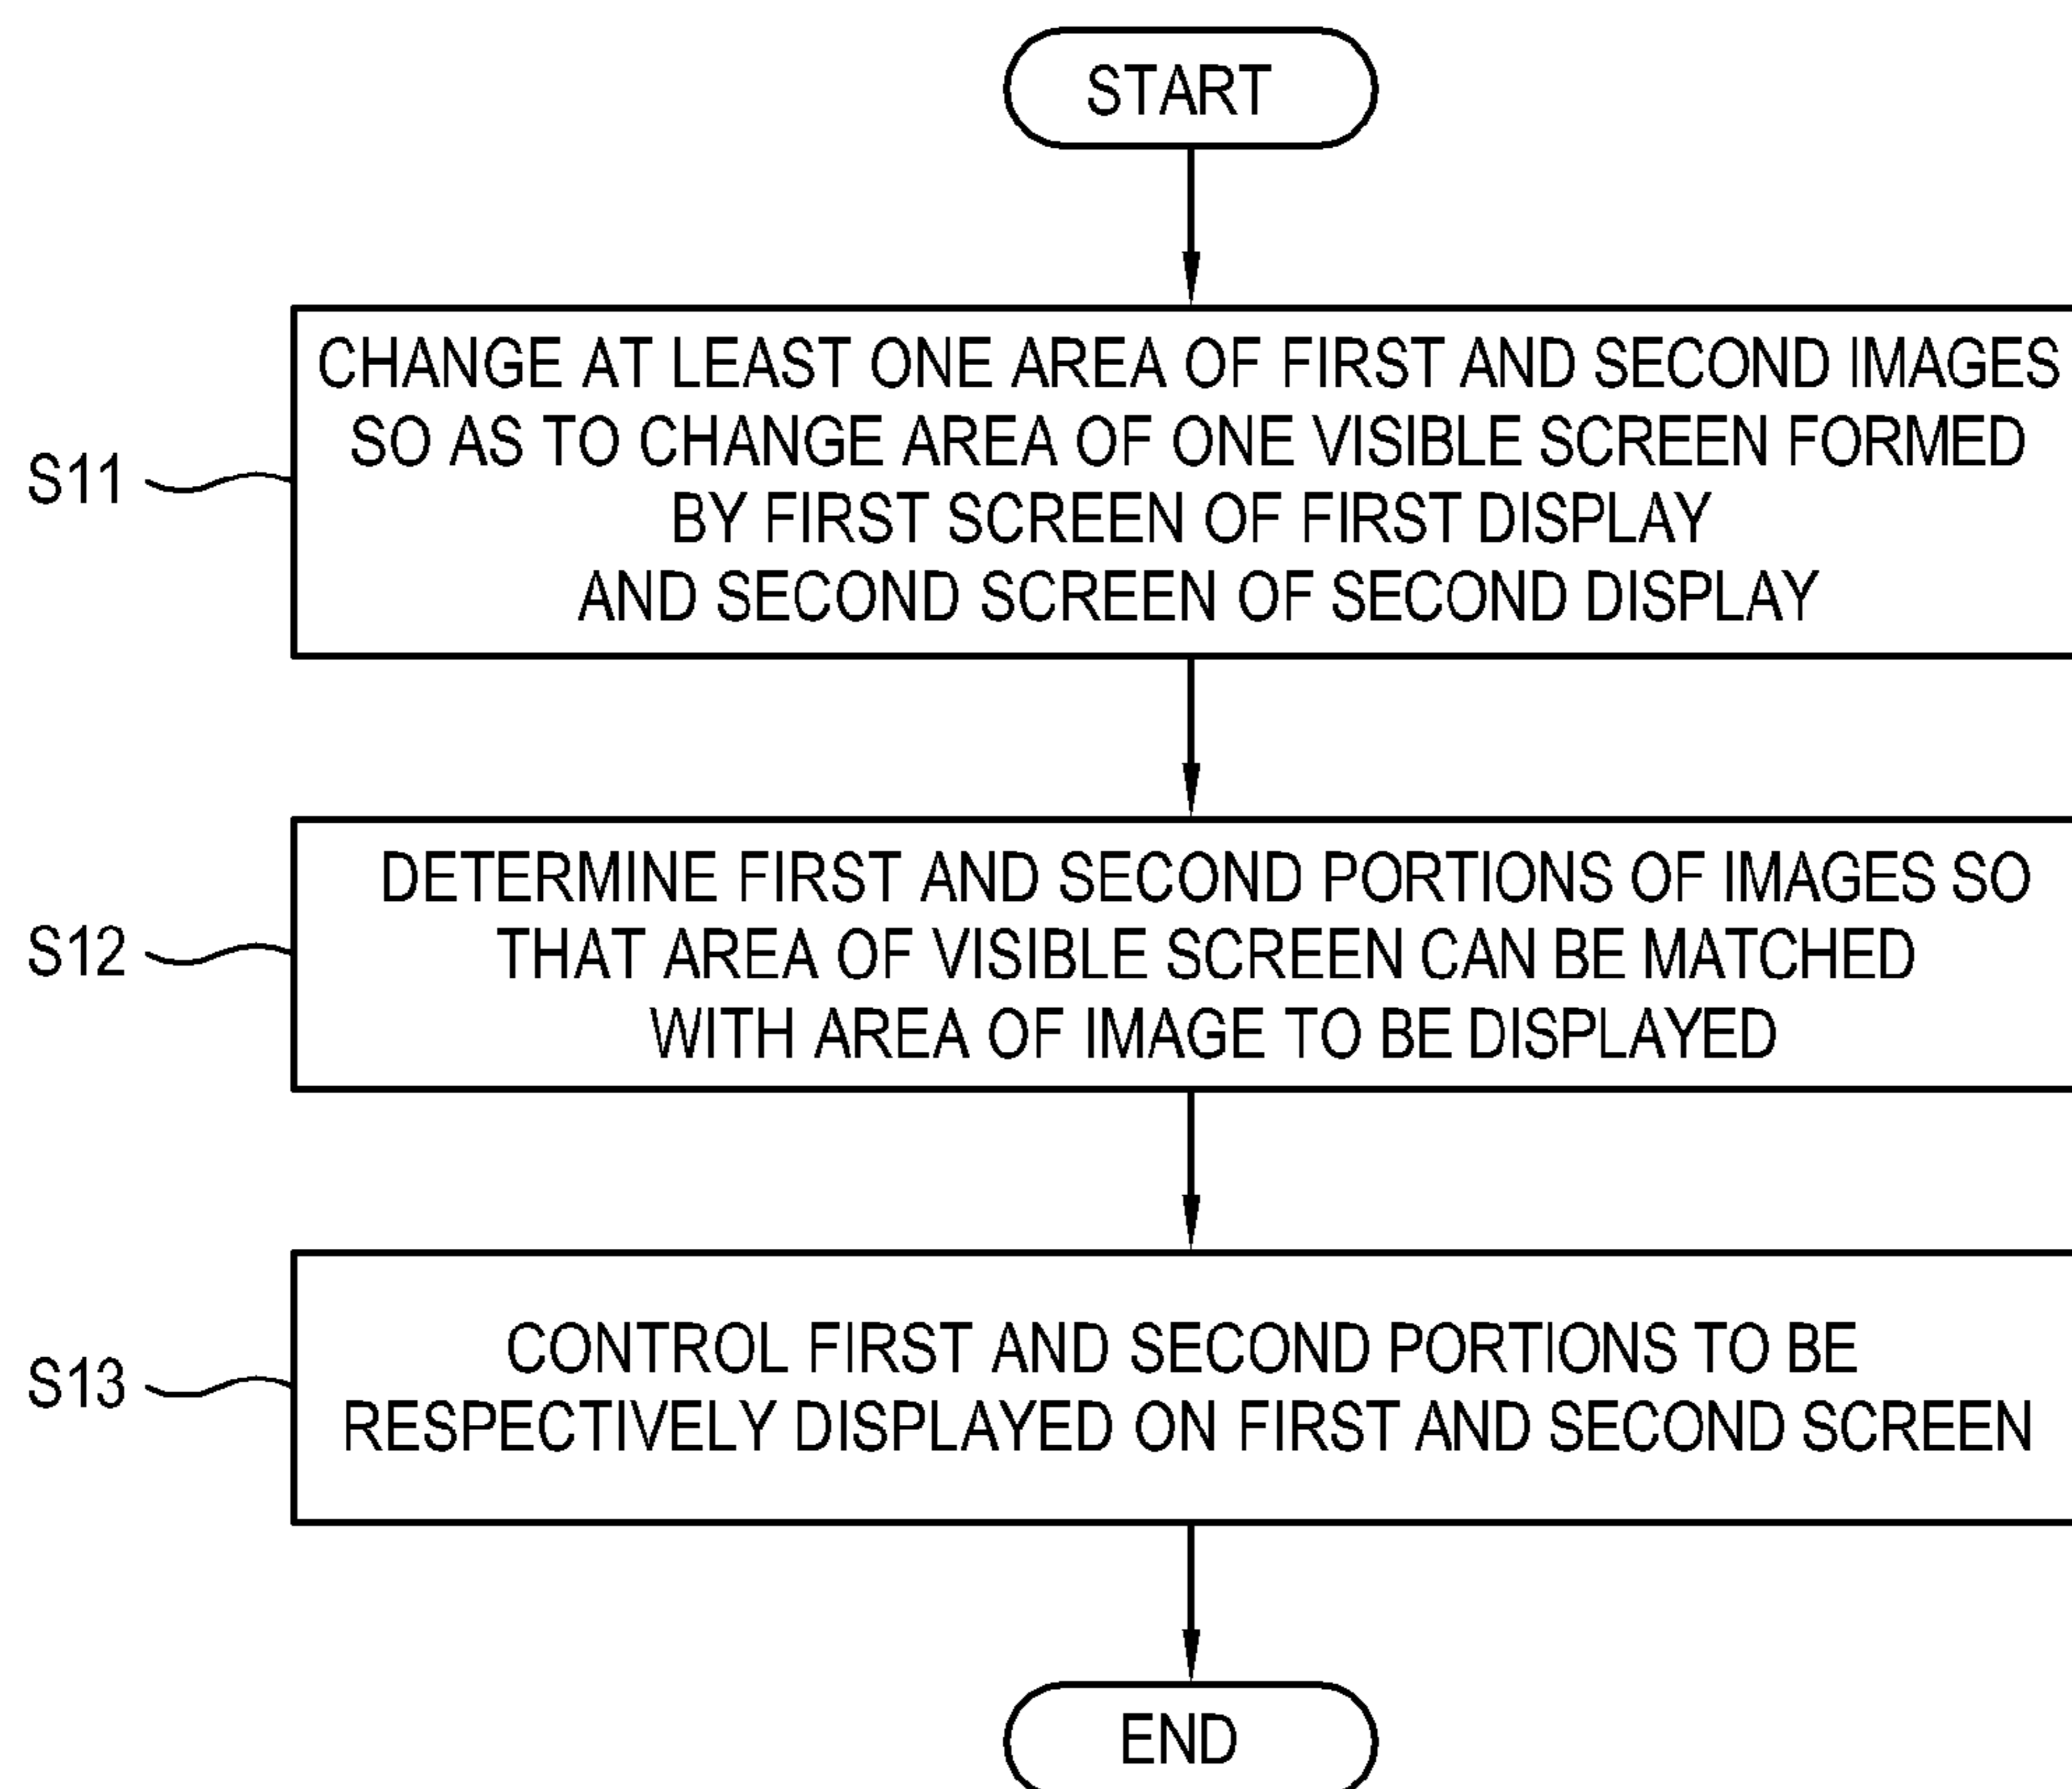 START
CHANGE AT LEAST ONE AREA OF FIRST AND SECOND IMAGES
SO AS TO CHANGE AREA OF ONE VISIBLE SCREEN FORMED
BY FIRST SCREEN OF FIRST DISPLAY
AND SECOND SCREEN OF SECOND DISPLAY
S11
DETERMINE FIRST AND SECOND PORTIONS OF IMAGES SO
THAT AREA OF VISIBLE SCREEN CAN BE MATCHED
WITH AREA OF IMAGE TO BE DISPLAYED
S12
CONTROL FIRST AND SECOND PORTIONS TO BE
RESPECTIVELY DISPLAYED ON FIRST AND SECOND SCREEN
S13
END